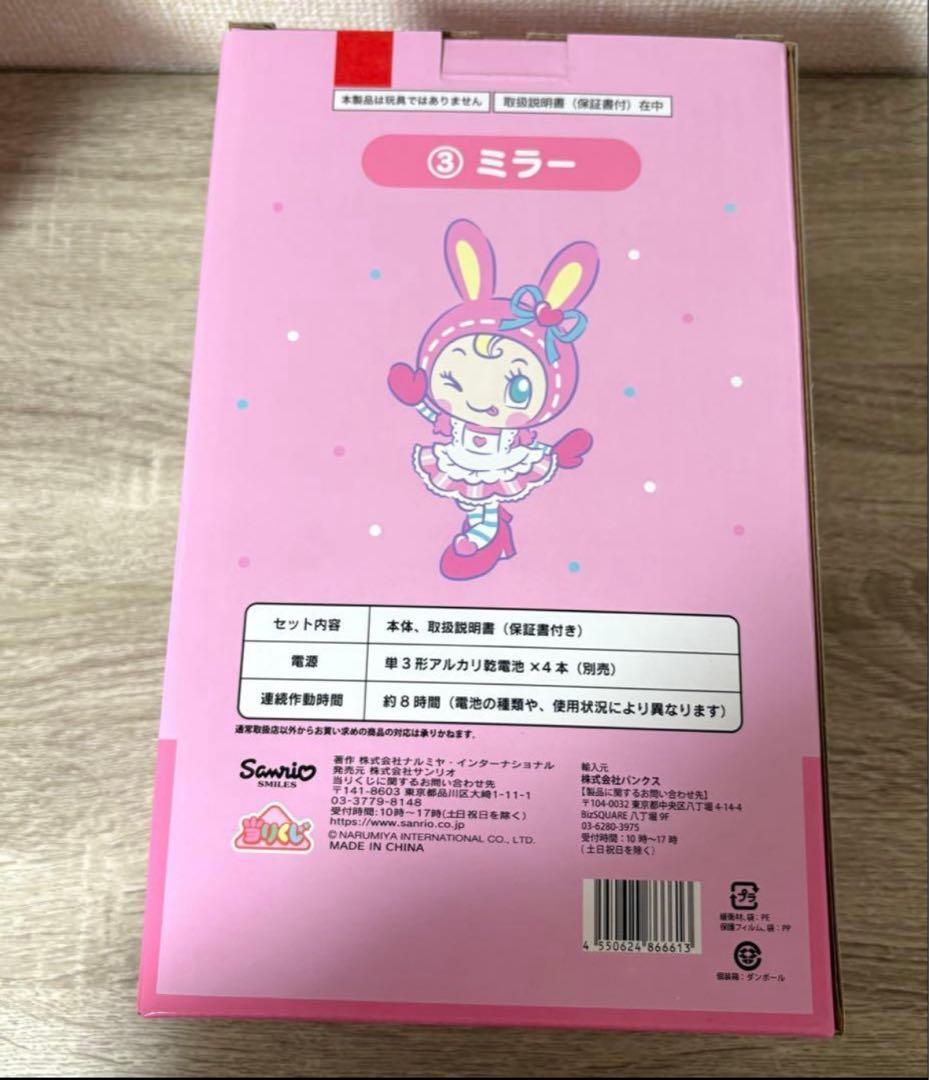 本製品は玩具ではありません
取扱説明書（保証書付）在中
③ ミラー
セット内容 本体、取扱説明書（保証書付き）
電源 単3形アルカリ乾電池×4本（別売）
連続作動時間 約8時間（電池の種類や、使用状況により異なります）
通常取扱店以外からお買い求めの商品の対応は承りかねます。
Sanrio
SMILES
当りくじ
著作 株式会社ナルミヤ・インターナショナル
発売元 株式会社サンリオ
当りくじに関するお問い合わせ先
〒141-8603 東京都品川区大崎1-11-1
03-3779-8148
受付時間:10時～17時(土日祝日を除く)
https://www.sanrio.co.jp
© NARUMIYA INTERNATIONAL CO., LTD.
MADE IN CHINA
輸入元
株式会社バンクス
【製品に関するお問い合わせ先】
〒104-0032 東京都中央区八丁堀 4-14-4
BizSQUARE 八丁堀 9F
03-6280-3975
受付時間：10時～17時
(土日祝日を除く)
4 550624 866613
プラ
緩衝材、袋：PE
保護フィルム、袋：PP
個装箱：ダンボール